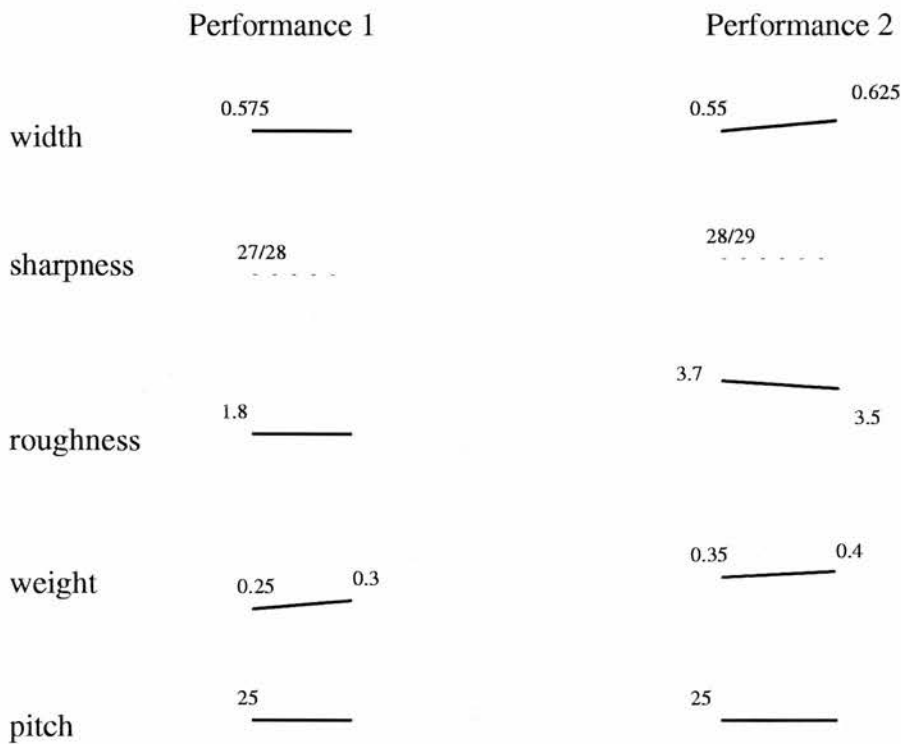 Performance 1 Performance 2
width 0.575 0.55 0.625
sharpness 27/28 28/29
roughness 1.8 3.7 3.5
weight 0.25 0.3 0.35 0.4
pitch 25 25